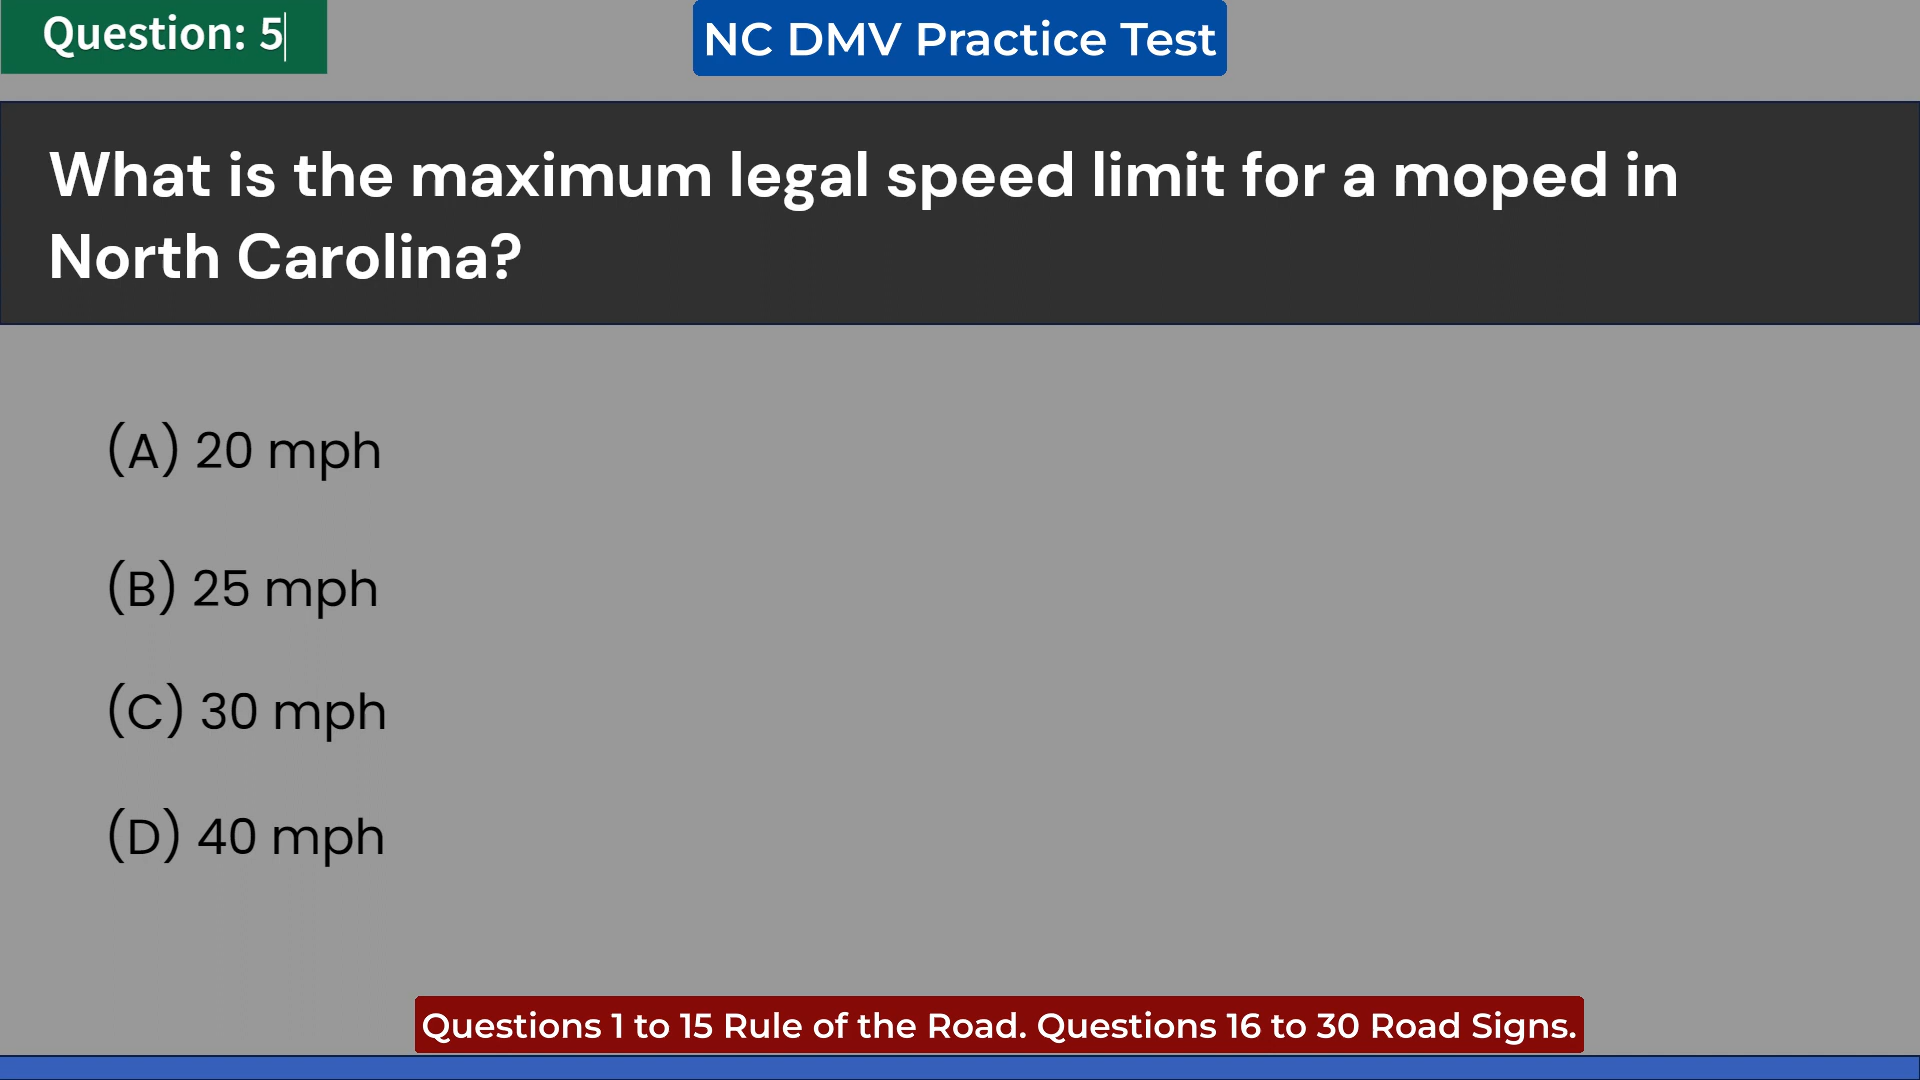 Question: 5
NC DMV Practice Test
What is the maximum legal speed limit for a moped in
North Carolina?
(A) 20 mph
(B) 25 mph
(C) 30 mph
(D) 40 mph
Questions 1 to 15 Rule of the Road. Questions 16 to 30 Road Signs.